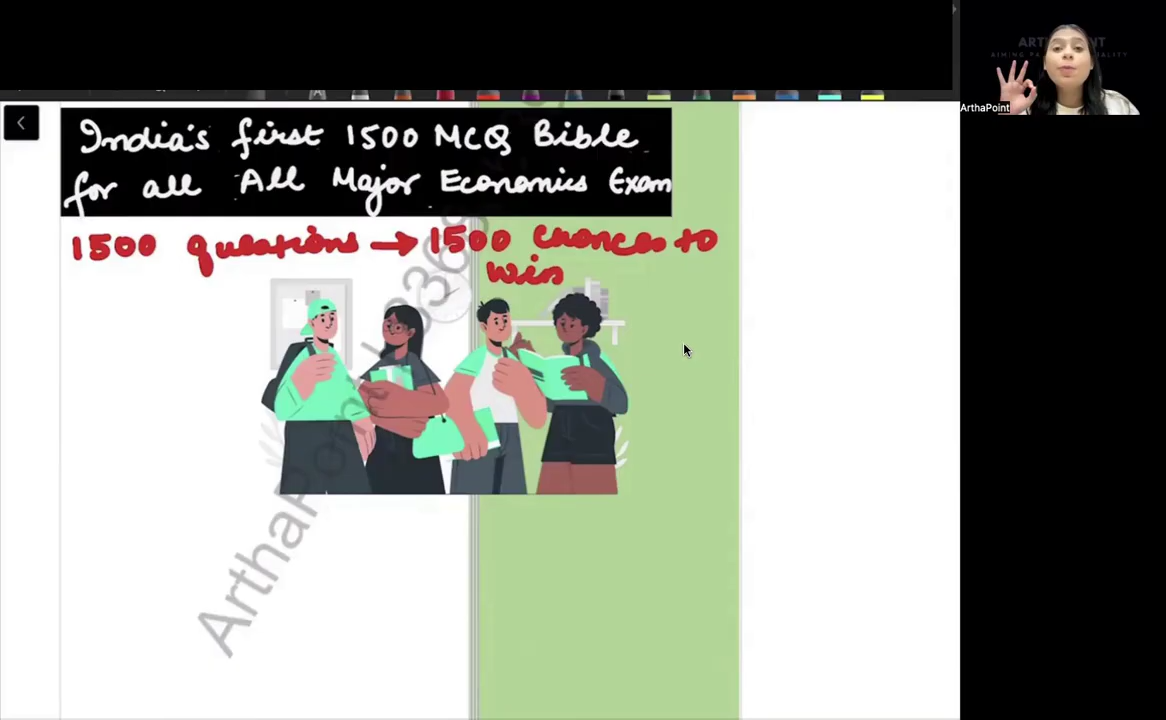 India's first 1500 MCQ Bible
for all All Major Economics Exam
1500 questions → 1500 chances to
win
ArthaPoint